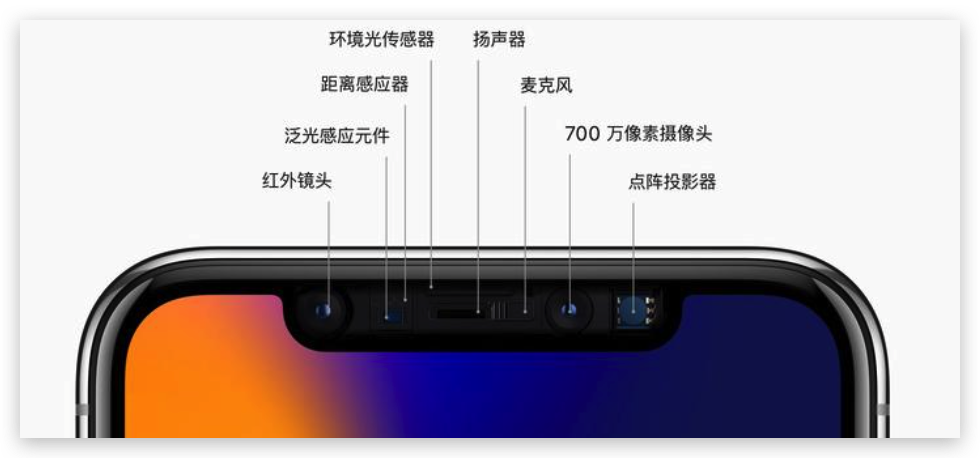 环境光传感器
扬声器
距离感应器
麦克风
泛光感应元件
700 万像素摄像头
红外镜头
点阵投影器